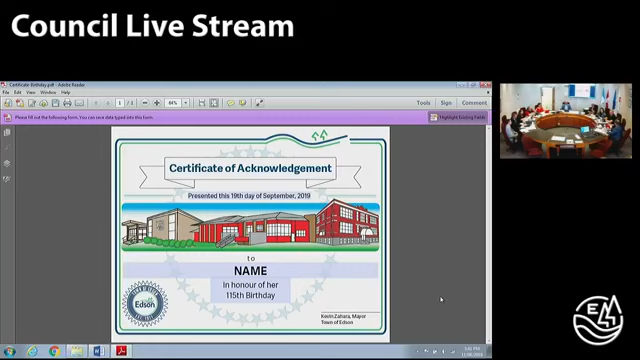 Council Live Stream
Certificate Birthday.pdf - Adobe Reader
File Edit View Window Help
1 / 1
84%
Tools Sign Comment
Please fill out the following form. You can save data typed into this form.
Highlight Existing Fields
Certificate of Acknowledgement
Presented this 19th day of September, 2019
to
NAME
In honour of her
115th Birthday
Edson
Kevin Zahara, Mayor
Town of Edson